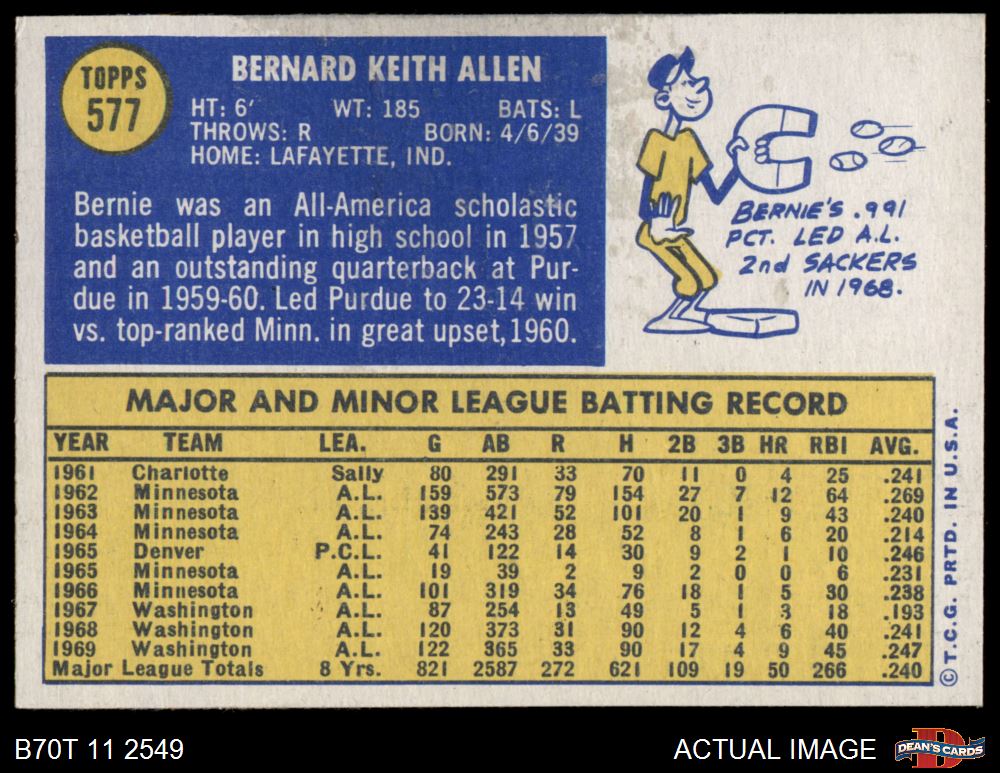 TOPPS
577
BERNARD KEITH ALLEN
HT: 6' WT: 185 BATS: L
THROWS: R BORN: 4/6/39
HOME: LAFAYETTE, IND.
Bernie was an All-America scholastic
basketball player in high school in 1957
and an outstanding quarterback at Pur-
due in 1959-60. Led Purdue to 23-14 win
vs. top-ranked Minn. in great upset, 1960.
BERNIE'S .991
PCT. LED A.L.
2nd SACKERS
IN 1968.
MAJOR AND MINOR LEAGUE BATTING RECORD
YEAR TEAM LEA. G AB R H 2B 3B HR RBI AVG.
1961 Charlotte Sally 80 291 33 70 11 0 4 25 .241
1962 Minnesota A.L. 159 573 79 154 27 7 12 64 .269
1963 Minnesota A.L. 139 421 52 101 20 1 9 43 .240
1964 Minnesota A.L. 74 243 28 52 8 1 6 20 .214
1965 Denver P.C.L. 41 122 14 30 9 2 1 10 .246
1965 Minnesota A.L. 19 39 2 9 2 0 0 6 .231
1966 Minnesota A.L. 101 319 34 76 18 1 5 30 .238
1967 Washington A.L. 87 254 13 49 5 1 3 18 .193
1968 Washington A.L. 120 373 31 90 12 4 6 40 .241
1969 Washington A.L. 122 365 33 90 17 4 9 45 .247
Major League Totals 8 Yrs. 821 2587 272 621 109 19 50 266 .240
© T.C.G. PRTD. IN U.S.A.
B70T 11 2549
ACTUAL IMAGE
D
DEAN'S CARDS